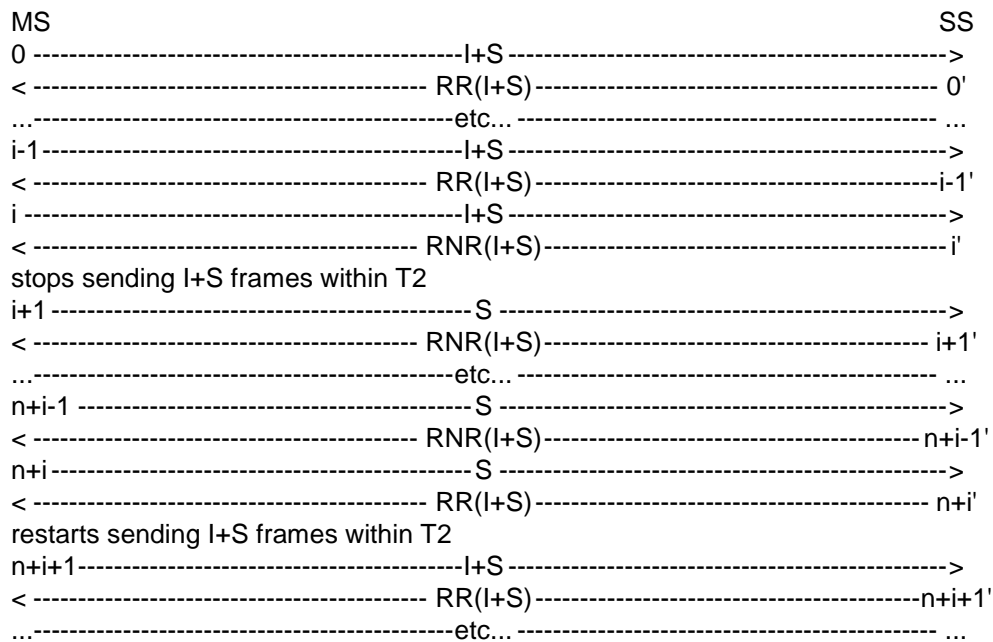 MS SS
0 -----------------------------------------------I+S -------------------------------------------------->
< -------------------------------------------- RR(I+S)--------------------------------------------- 0'
...-----------------------------------------------etc... ----------------------------------------------- ...
i-1-----------------------------------------------I+S -------------------------------------------------->
< -------------------------------------------- RR(I+S)---------------------------------------------i-1'
i -------------------------------------------------I+S -------------------------------------------------->
< ------------------------------------------- RNR(I+S)--------------------------------------------- i'
stops sending I+S frames within T2
i+1 ----------------------------------------------- S -------------------------------------------------->
< ------------------------------------------- RNR(I+S)------------------------------------------- i+1'
...-----------------------------------------------etc... ----------------------------------------------- ...
n+i-1 -------------------------------------------- S -------------------------------------------------->
< ------------------------------------------- RNR(I+S)------------------------------------------ n+i-1'
n+i----------------------------------------------- S -------------------------------------------------->
< -------------------------------------------- RR(I+S)-------------------------------------------- n+i'
restarts sending I+S frames within T2
n+i+1-------------------------------------------I+S -------------------------------------------------->
< -------------------------------------------- RR(I+S)-------------------------------------------n+i+1'
...-----------------------------------------------etc... ----------------------------------------------- ...